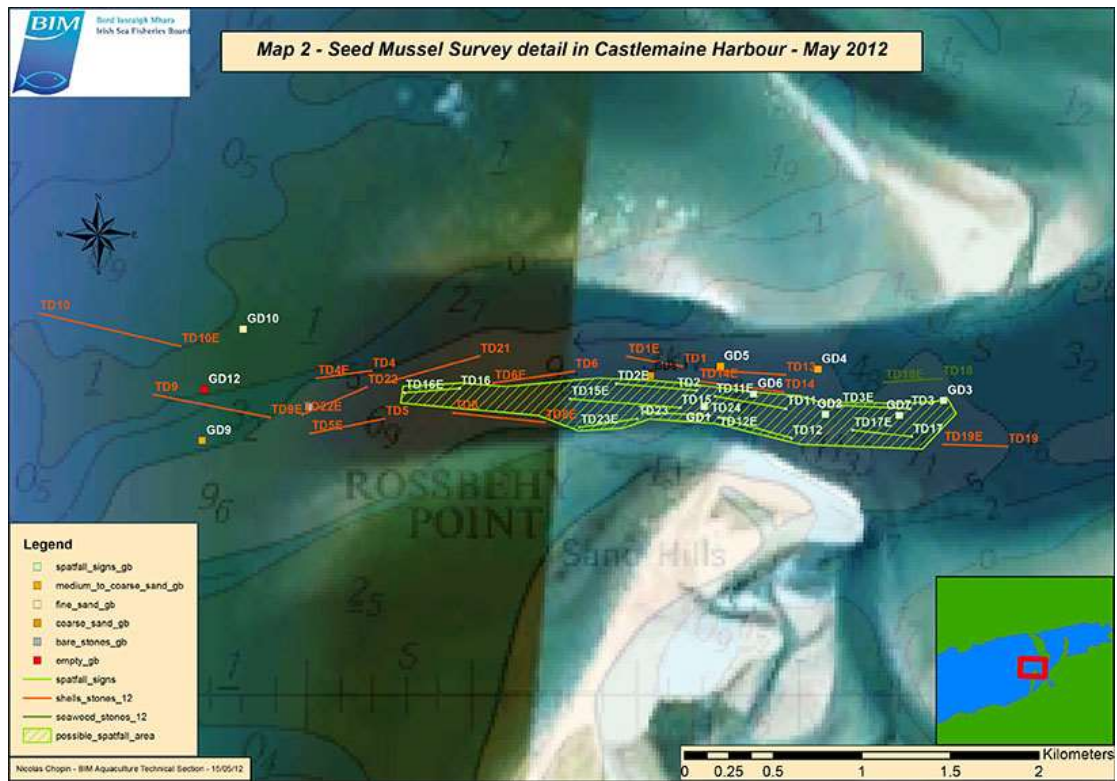 BIM
Bord Iascaigh Mhara
Irish Sea Fisheries Board
Map 2 - Seed Mussel Survey detail in Castlemaine Harbour - May 2012
N
W
E
S
TD10
TD10E
GD10
GD12
TD9
TD9E
GD9
TD4E
TD4
TD21
TD22
TD22E
TD5
TD5E
TD16E
TD16
TD6E
TD6
TD8
TD8E
TD1E
TD1
GD5
TD13
GD4
TD2E
TD2
TD14E
TD14
TD11E
GD6
TD11
TD15E
TD15
TD24
TD23E
TD23
GD1
TD12E
TD12
GD2
TD3E
GD7
TD3
GD3
TD18E
TD18
TD17E
TD17
TD19E
TD19
ROSSBEHY
POINT
Sand Hills
Legend
spatfall_signs_gb
medium_to_coarse_sand_gb
fine_sand_gb
coarse_sand_gb
bare_stones_gb
empty_gb
spatfall_signs
shells_stones_12
seaweed_stones_12
possible_spatfall_area
Nicolas Chopin - BIM Aquaculture Technical Section - 15/05/12
Kilometers
0 0.25 0.5 1 1.5 2